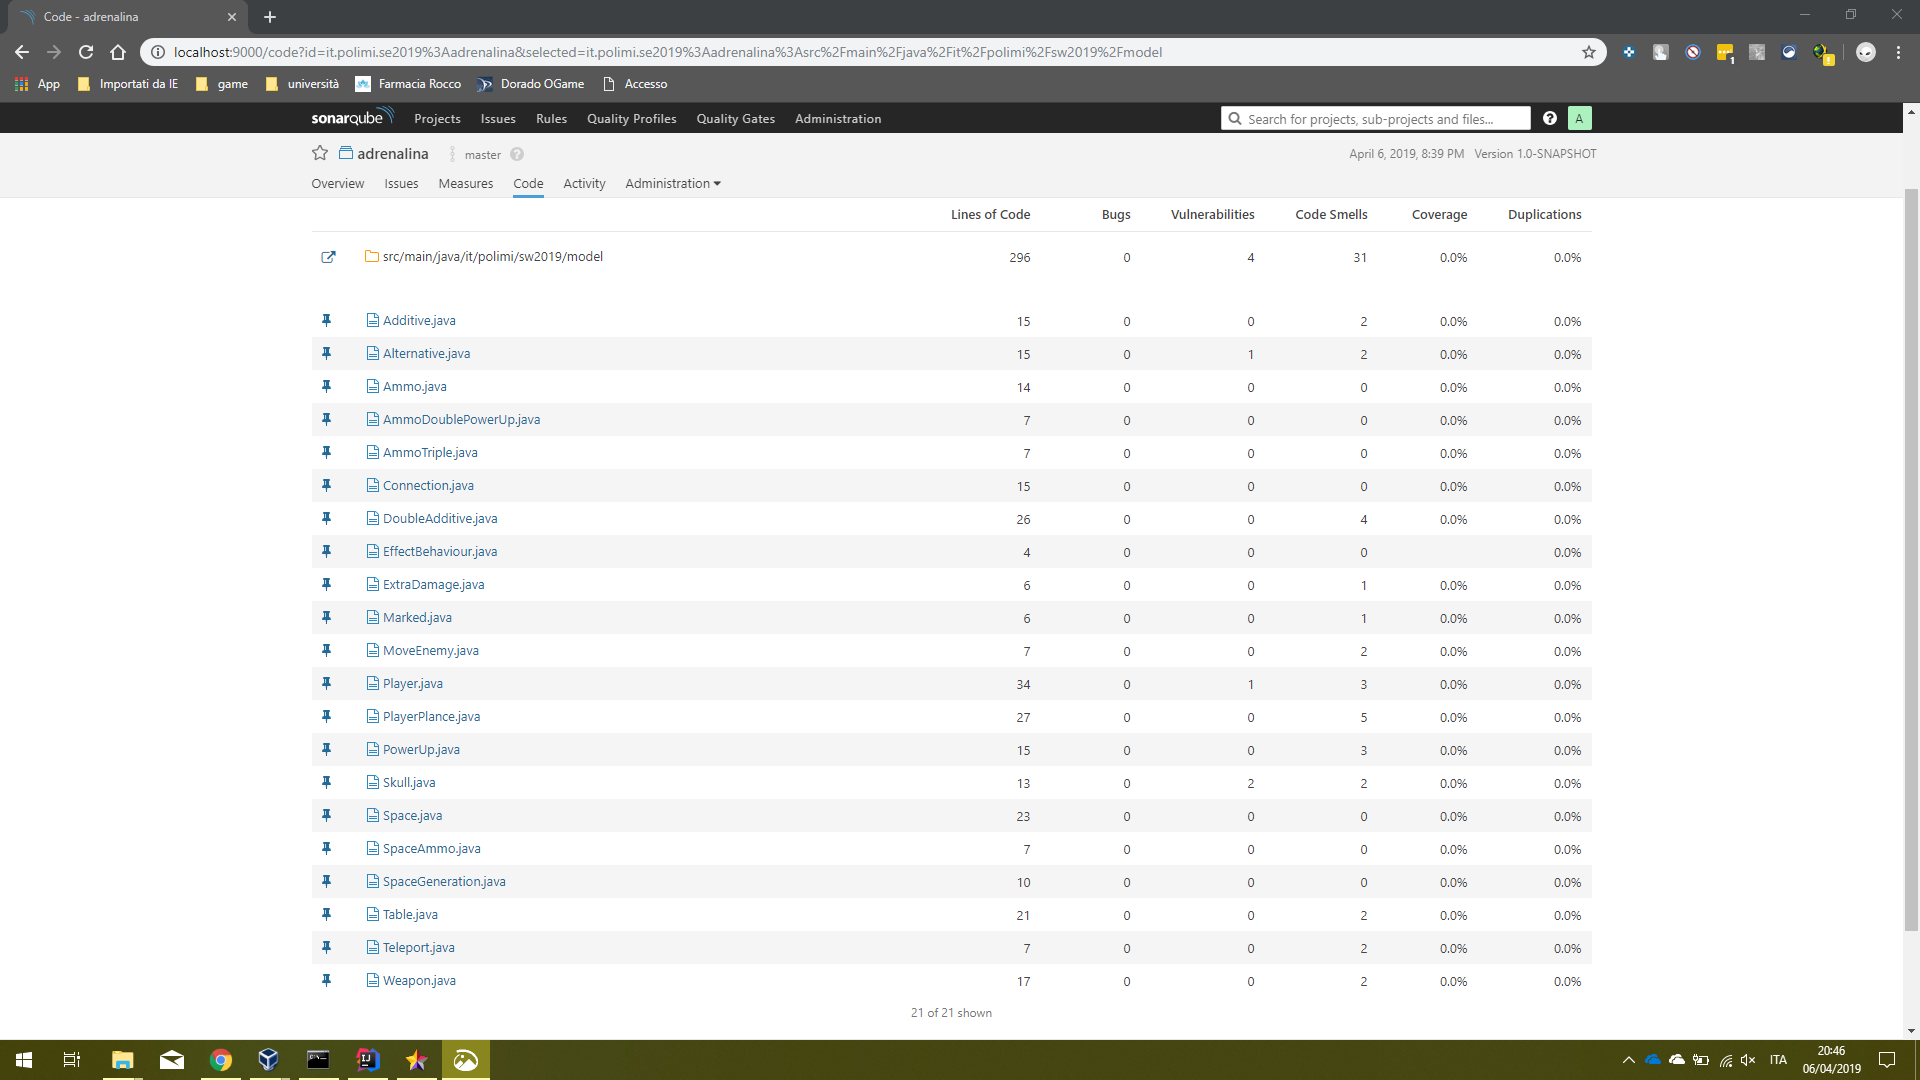 Code - adrenalina
localhost:9000/code?id=it.polimi.se2019%3Aadrenalina&selected=it.polimi.se2019%3Aadrenalina%3Asrc%2Fmain%2Fjava%2Fit%2Fpolimi%2Fsw2019%2Fmodel
1
App Importati da IE game università Farmacia Rocco Dorado OGame Accesso
sonarqube Projects Issues Rules Quality Profiles Quality Gates Administration Search for projects, sub-projects and files... ? A
adrenalina master ? April 6, 2019, 8:39 PM Version 1.0-SNAPSHOT
Overview Issues Measures Code Activity Administration
Lines of Code Bugs Vulnerabilities Code Smells Coverage Duplications
src/main/java/it/polimi/sw2019/model 296 0 4 31 0.0% 0.0%
Additive.java 15 0 0 2 0.0% 0.0%
Alternative.java 15 0 1 2 0.0% 0.0%
Ammo.java 14 0 0 0 0.0% 0.0%
AmmoDoublePowerUp.java 7 0 0 0 0.0% 0.0%
AmmoTriple.java 7 0 0 0 0.0% 0.0%
Connection.java 15 0 0 0 0.0% 0.0%
DoubleAdditive.java 26 0 0 4 0.0% 0.0%
EffectBehaviour.java 4 0 0 0 0.0%
ExtraDamage.java 6 0 0 1 0.0% 0.0%
Marked.java 6 0 0 1 0.0% 0.0%
MoveEnemy.java 7 0 0 2 0.0% 0.0%
Player.java 34 0 1 3 0.0% 0.0%
PlayerPlance.java 27 0 0 5 0.0% 0.0%
PowerUp.java 15 0 0 3 0.0% 0.0%
Skull.java 13 0 2 2 0.0% 0.0%
Space.java 23 0 0 0 0.0% 0.0%
SpaceAmmo.java 7 0 0 0 0.0% 0.0%
SpaceGeneration.java 10 0 0 0 0.0% 0.0%
Table.java 21 0 0 2 0.0% 0.0%
Teleport.java 7 0 0 2 0.0% 0.0%
Weapon.java 17 0 0 2 0.0% 0.0%
21 of 21 shown
ITA 20:46
06/04/2019